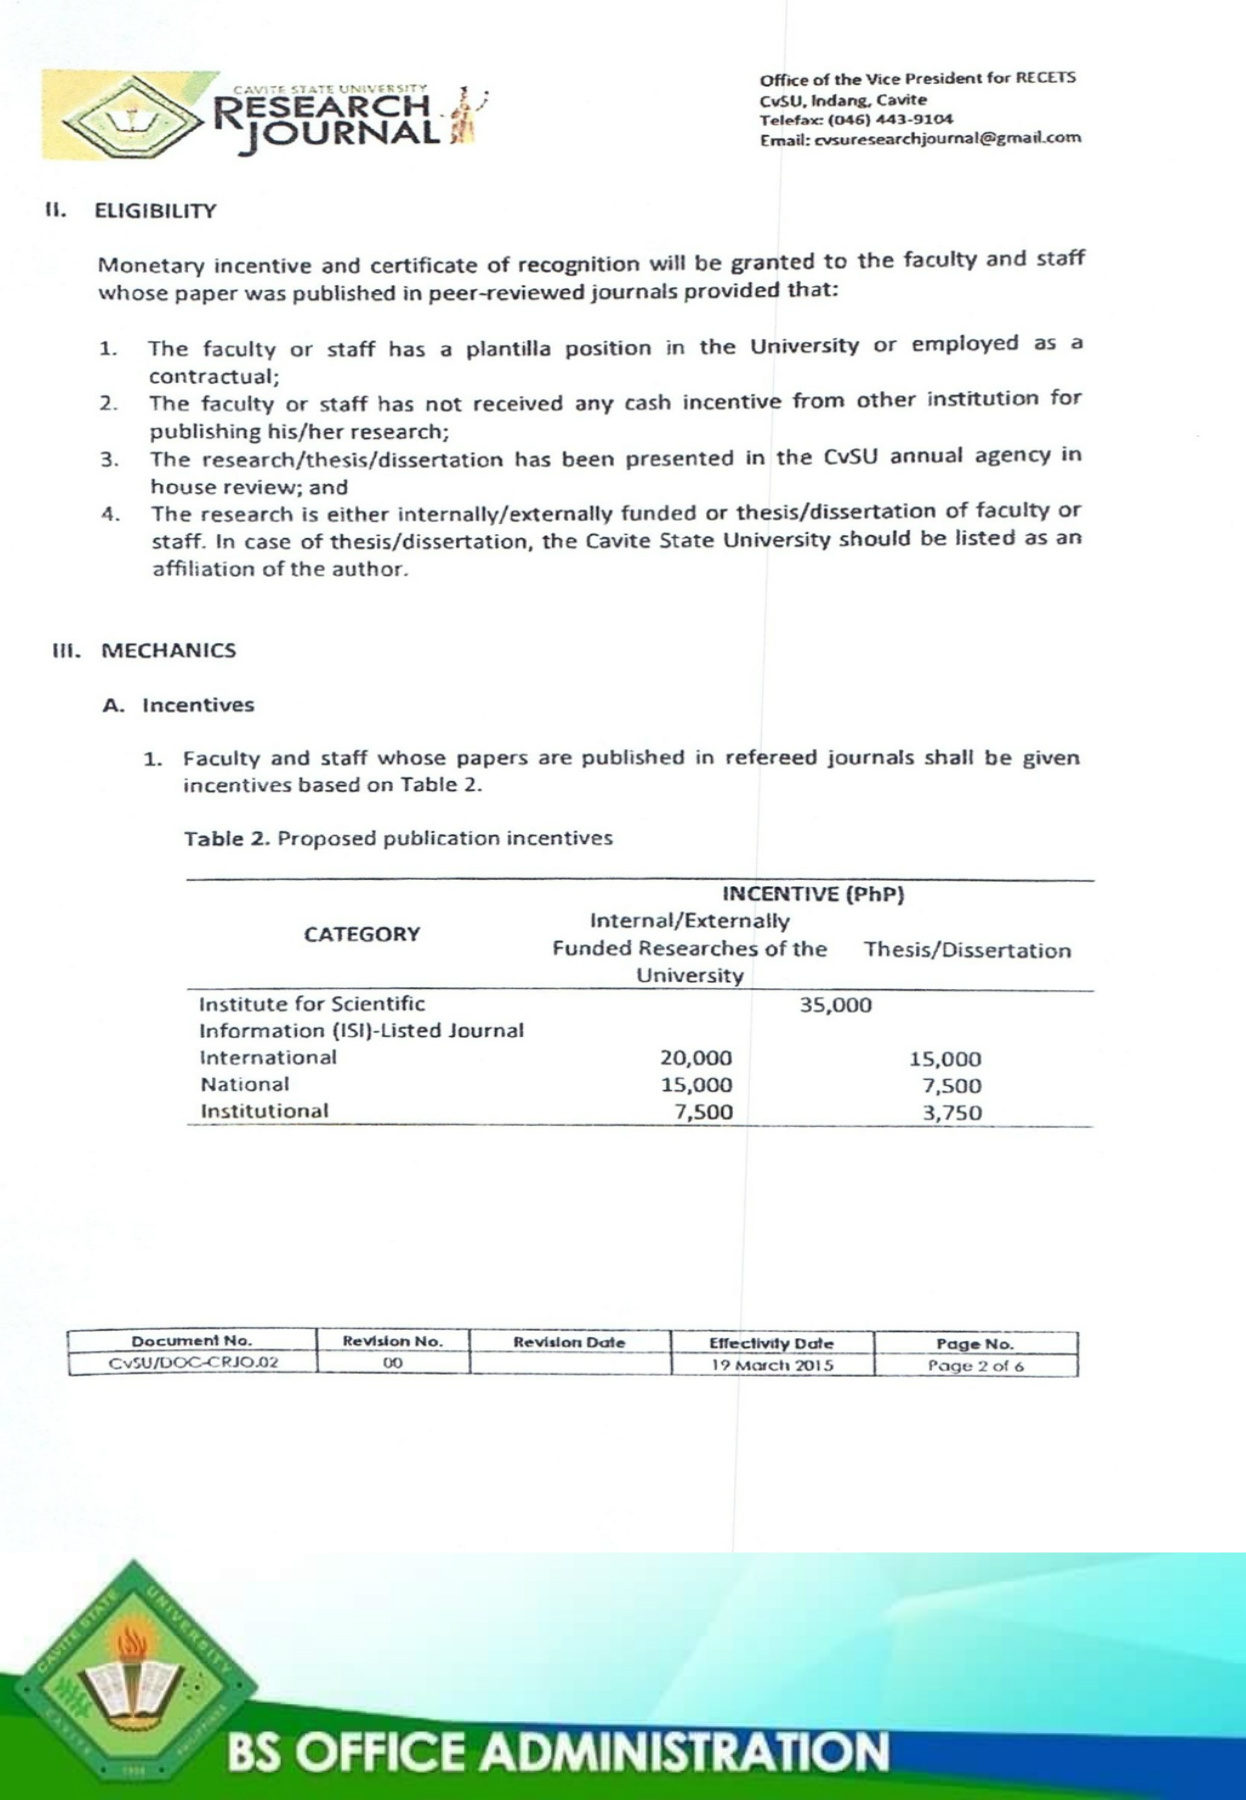 CAVITE STATE UNIVERSITY
RESEARCH
JOURNAL
Office of the Vice President for RECETS
CvSU, Indang, Cavite
Telefax: (046) 443-9104
Email: cvsuresearchjournal@gmail.com
II. ELIGIBILITY
Monetary incentive and certificate of recognition will be granted to the faculty and staff
whose paper was published in peer-reviewed journals provided that:
1. The faculty or staff has a plantilla position in the University or employed as a
contractual;
2. The faculty or staff has not received any cash incentive from other institution for
publishing his/her research;
3. The research/thesis/dissertation has been presented in the CvSU annual agency in
house review; and
4. The research is either internally/externally funded or thesis/dissertation of faculty or
staff. In case of thesis/dissertation, the Cavite State University should be listed as an
affiliation of the author.
III. MECHANICS
A. Incentives
1. Faculty and staff whose papers are published in refereed journals shall be given
incentives based on Table 2.
Table 2. Proposed publication incentives
INCENTIVE (PhP)
CATEGORY
Internal/Externally
Funded Researches of the
University
Thesis/Dissertation
Institute for Scientific
Information (ISI)-Listed Journal
35,000
International 20,000 15,000
National 15,000 7,500
Institutional 7,500 3,750
Document No. Revision No. Revision Date Effectivity Date Page No.
CvSU/DOC-CRJO.02 00 19 March 2015 Page 2 of 6
CAVITE STATE UNIVERSITY
CAVITE PHILIPPINES
1906
BS OFFICE ADMINISTRATION